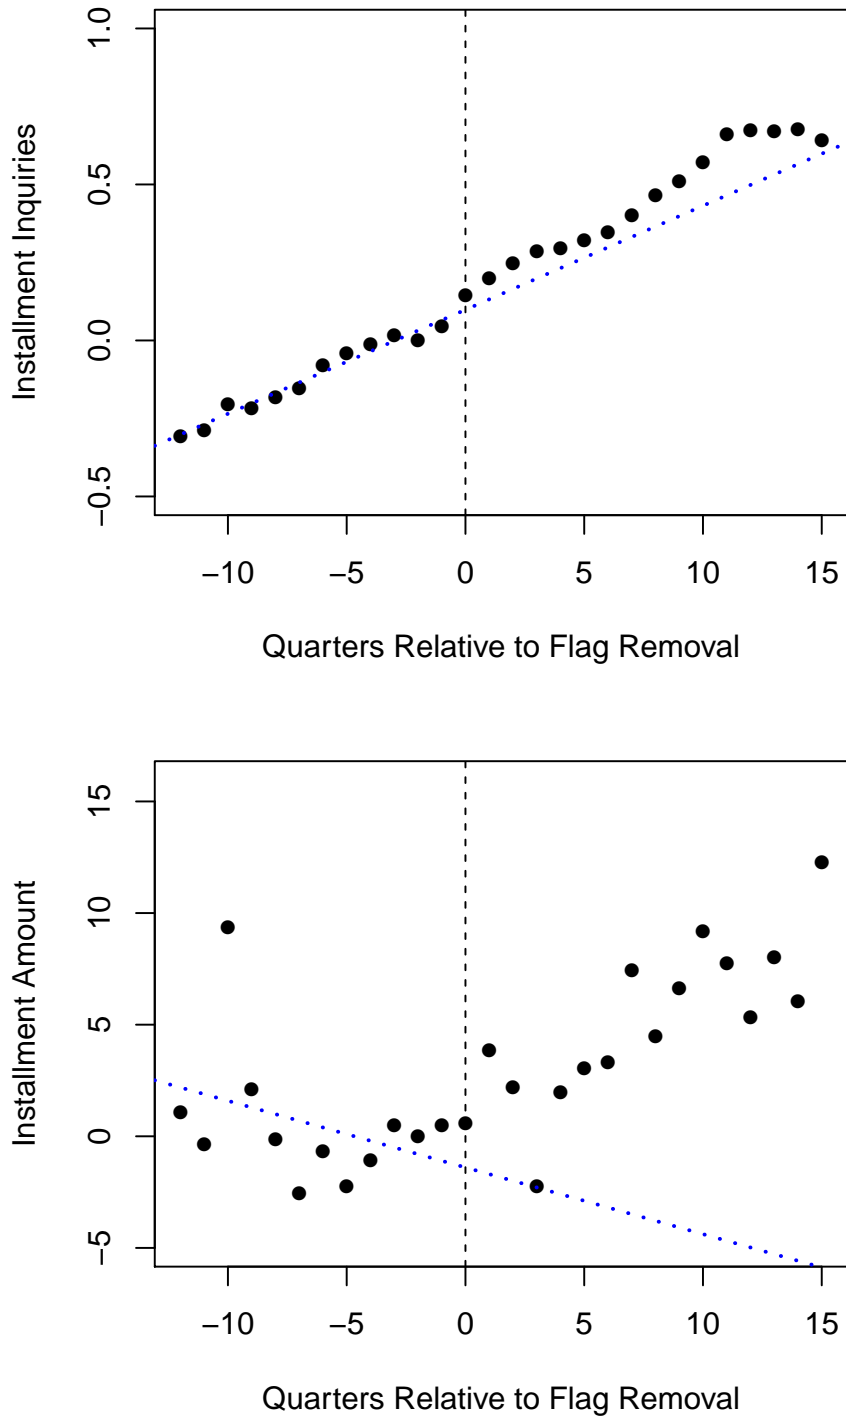 Installment Inquiries
1.0
0.5
0.0
−0.5
−10 −5 0 5 10 15
Quarters Relative to Flag Removal
Installment Amount
15
10
5
0
−5
−10 −5 0 5 10 15
Quarters Relative to Flag Removal